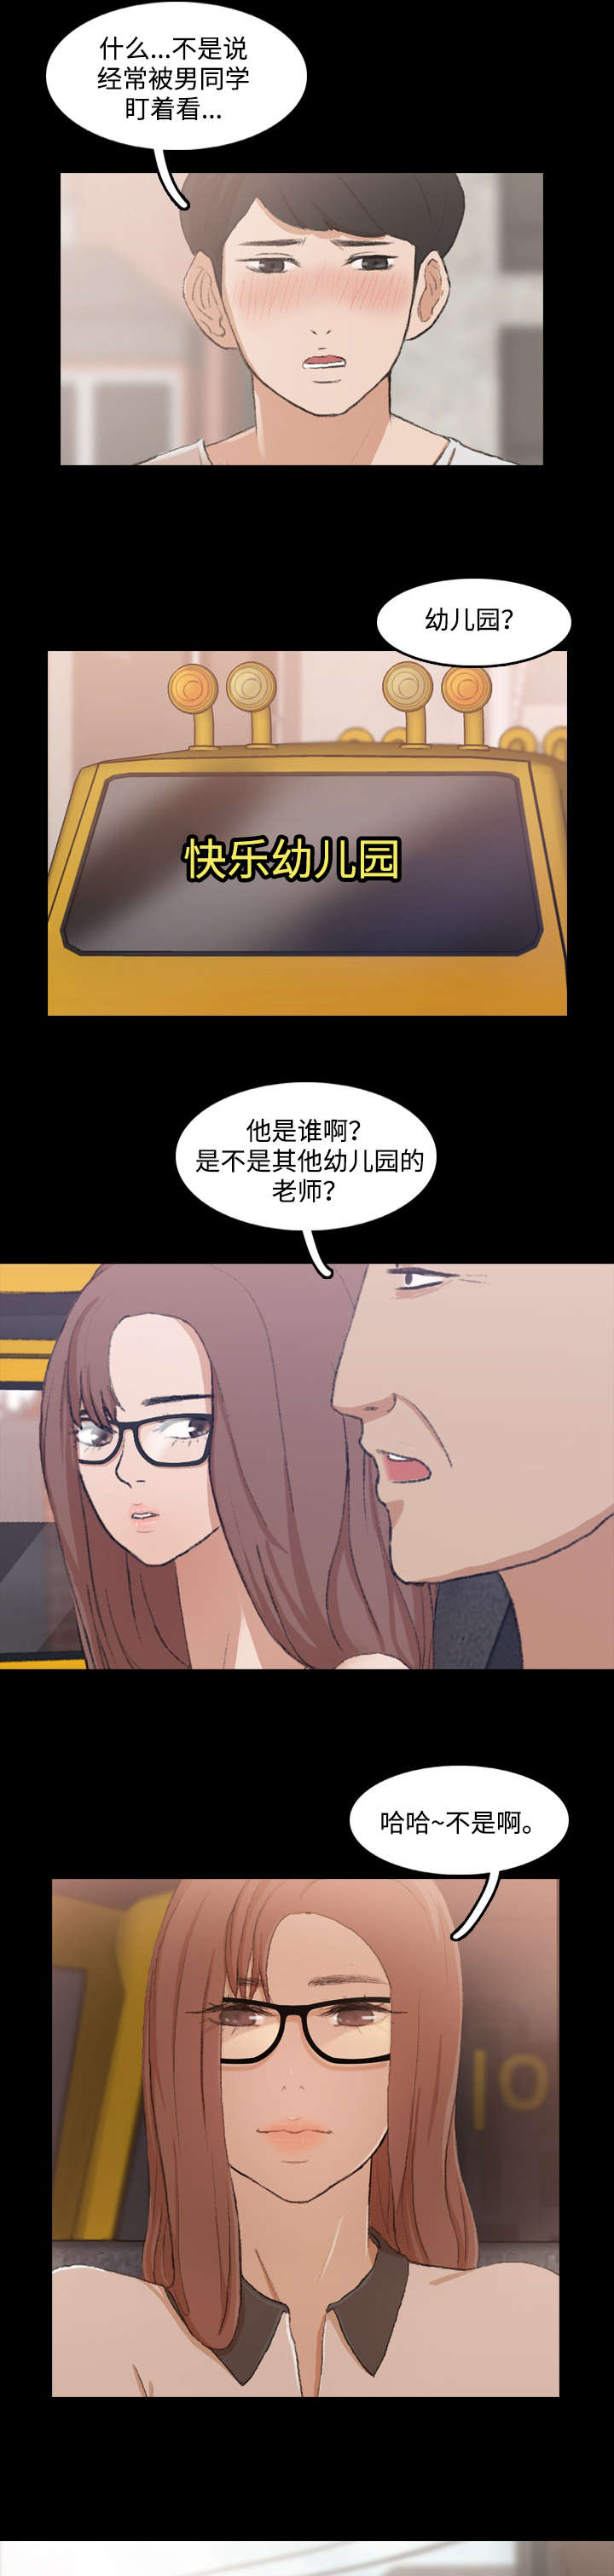 什么...不是说
经常被男同学
盯着看...
幼儿园？
快乐幼儿园
他是谁啊？
是不是其他幼儿园的
老师？
哈哈~不是啊。
10